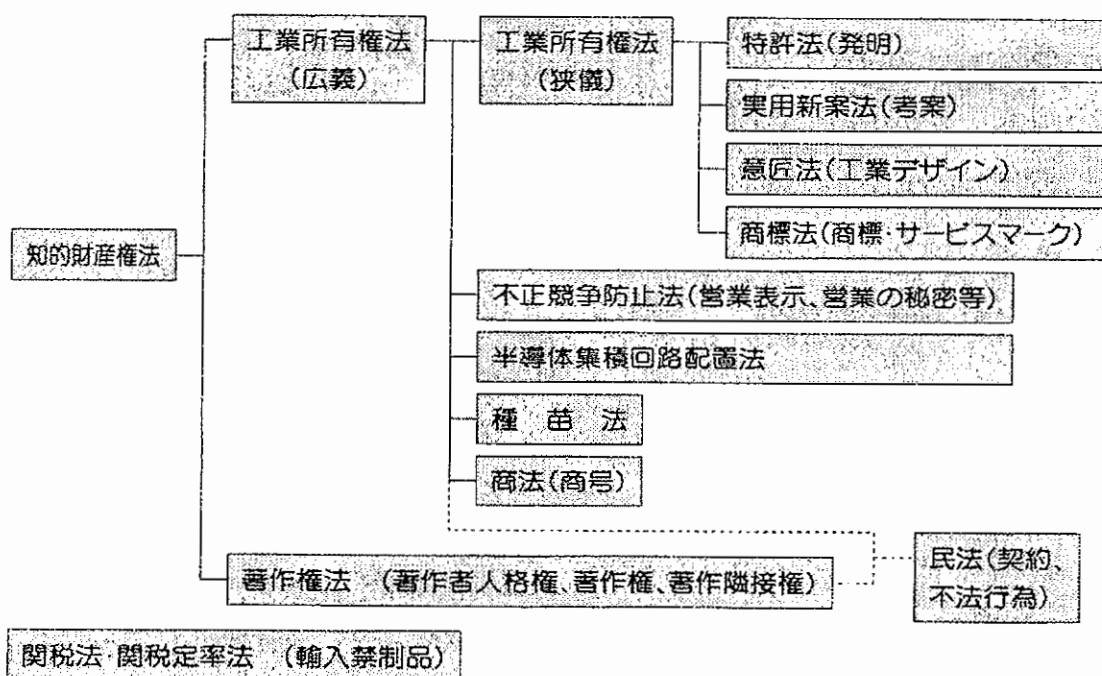 工業所有権法
(広義)
工業所有権法
(狭儀)
特許法(発明)
実用新案法(考案)
意匠法(工業デザイン)
商標法(商標・サービスマーク)
知的財産権法
不正競争防止法(営業表示、営業の秘密等)
半導体集積回路配置法
種 苗 法
商法(商号)
著作権法 (著作者人格権、著作権、著作隣接権)
民法(契約、
不法行為)
関税法・関税定率法 (輸入禁制品)